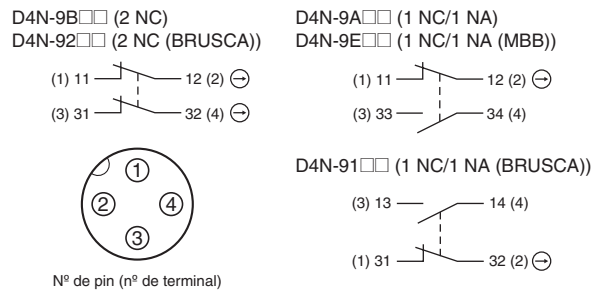 D4N-9B□□ (2 NC)
D4N-92□□ (2 NC (BRUSCA))
(1) 11 12 (2)
(3) 31 32 (4)
1
2 4
3
Nº de pin (nº de terminal)
D4N-9A□□ (1 NC/1 NA)
D4N-9E□□ (1 NC/1 NA (MBB))
(1) 11 12 (2)
(3) 33 34 (4)
D4N-91□□ (1 NC/1 NA (BRUSCA))
(3) 13 14 (4)
(1) 31 32 (2)